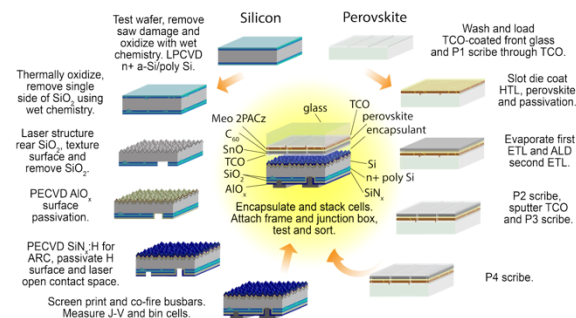 Silicon
Perovskite
Test wafer, remove
saw damage and
oxidize with wet
chemistry. LPCVD
n+ a-Si/poly Si.
Thermally oxidize,
remove single
side of SiO₂ using
wet chemistry.
Laser structure
rear SiO₂, texture
surface and
remove SiO₂.
PECVD AlOₓ
surface
passivation.
PECVD SiNₓ:H for
ARC, passivate H
surface and laser
open contact space.
Screen print and co-fire busbars.
Measure J-V and bin cells.
Wash and load
TCO-coated front glass
and P1 scribe through TCO.
Slot die coat
HTL, perovskite
and passivation.
Evaporate first
ETL and ALD
second ETL.
P2 scribe,
sputter TCO
and P3 scribe.
P4 scribe.
glass
TCO
Meo 2PACz
perovskite
C₆₀
encapsulant
SnO
TCO
Si
SiO₂
n+ poly Si
AlOₓ
SiNₓ
Encapsulate and stack cells.
Attach frame and junction box,
test and sort.